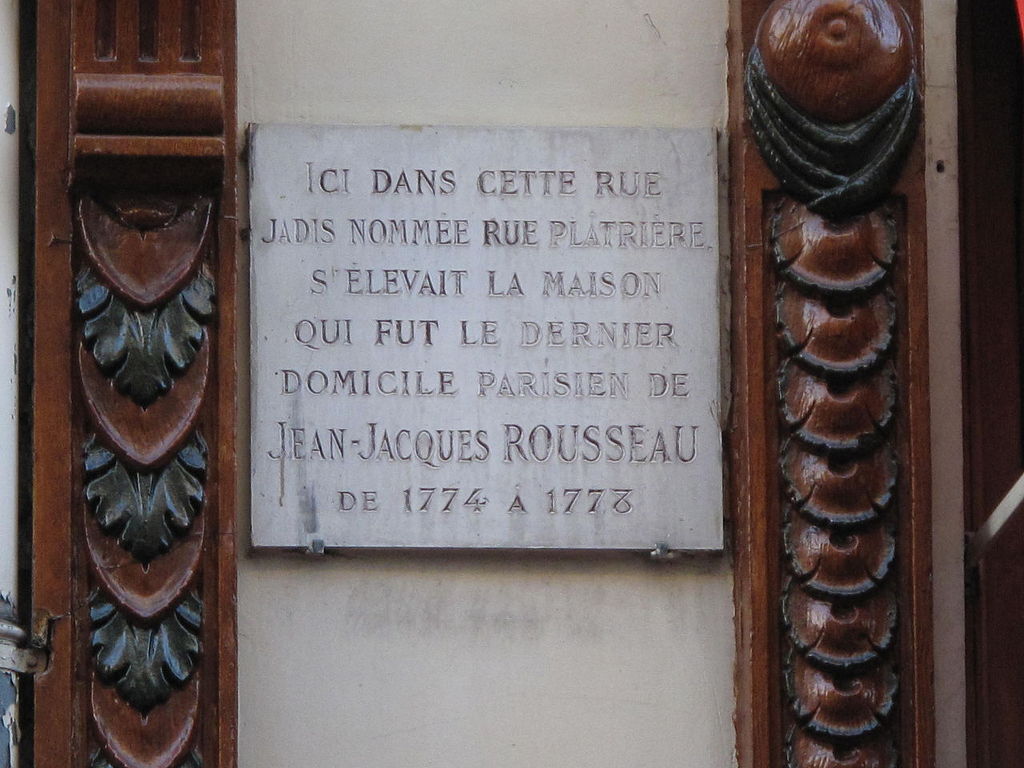 ICI DANS CETTE RUE
JADIS NOMMÉE RUE PLATRIÈRE,
S'ÉLEVAIT LA MAISON
QUI FUT LE DERNIER
DOMICILE PARISIEN DE
JEAN-JACQUES ROUSSEAU
DE 1774 A 1778